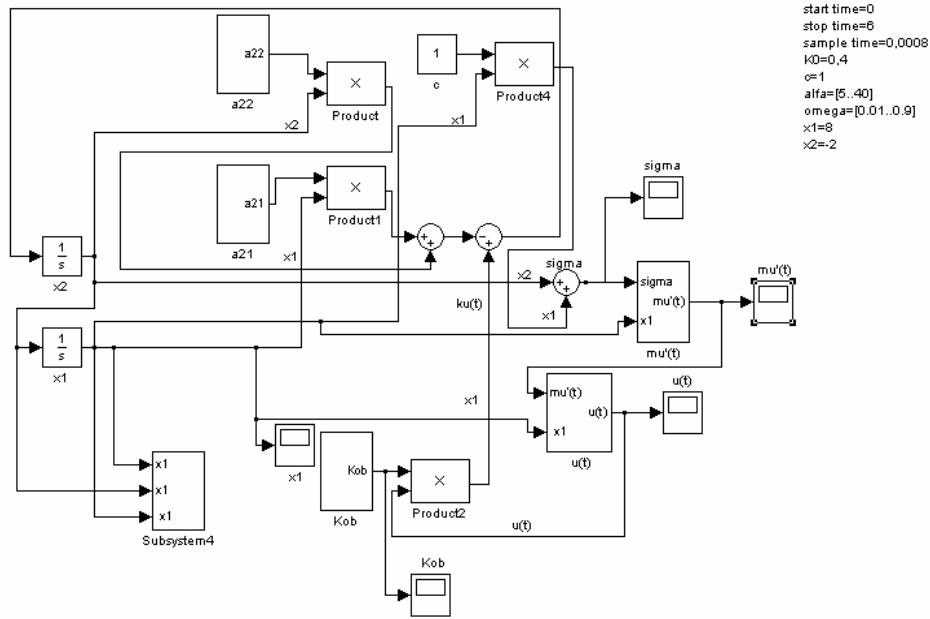 start time=0
stop time=6
sample time=0,0008
K0=0,4
c=1
alfa=[5..40]
omega=[0.01..0.9]
x1=8
x2=-2
a22
a22
x2
×
Product
1
c
x1
×
Product4
a21
a21
×
Product1
x1
+
+
-
+
sigma
sigma
x2
+
+
x1
ku(t)
sigma
mu'(t)
x1
mu'(t)
mu'(t)
1
s
x2
1
s
x1
x1
mu'(t)
u(t)
x1
u(t)
u(t)
x1
Kob
Kob
×
Product2
u(t)
x1
x1
x1
Subsystem4
Kob